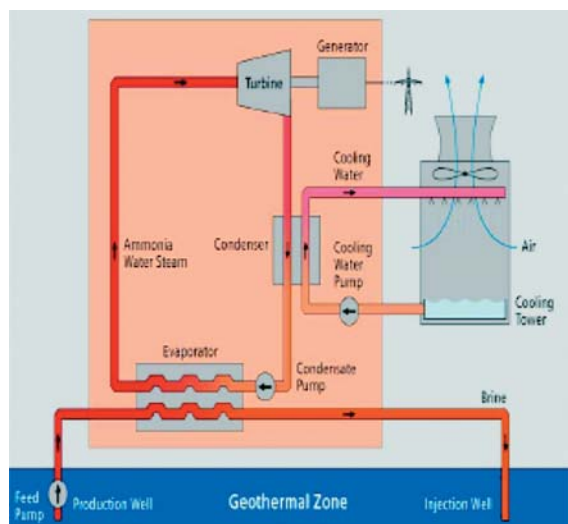 Generator
Turbine
Cooling
Water
Condenser
Cooling
Water
Pump
Air
Ammonia
Water Steam
Cooling
Tower
Evaporator
Condensate
Pump
Brine
Feed
Pump
Production Well
Geothermal Zone
Injection Well